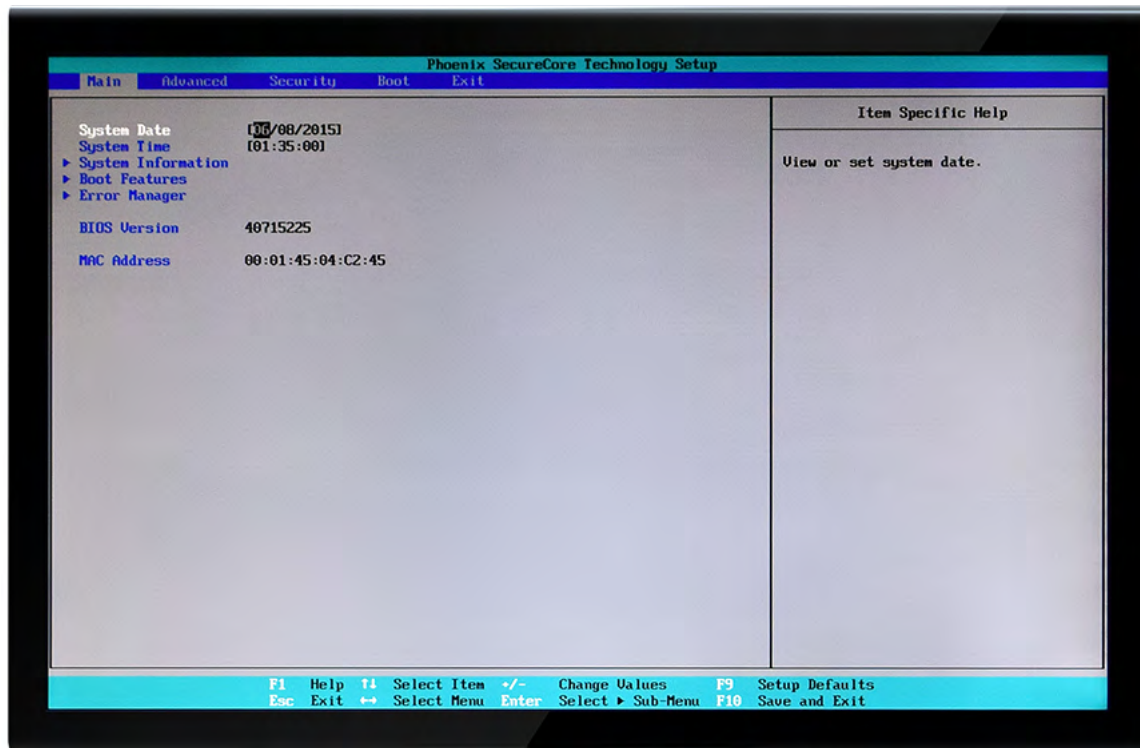 Phoenix SecureCore Technology Setup
Main Advanced Security Boot Exit
Item Specific Help
System Date [06/08/2015]
System Time [01:35:00]
View or set system date.
▶ System Information
▶ Boot Features
▶ Error Manager
BIOS Version 40715225
MAC Address 00:01:45:04:C2:45
F1 Help ↑↓ Select Item +/- Change Values F9 Setup Defaults
Esc Exit ↔ Select Menu Enter Select ▶ Sub-Menu F10 Save and Exit